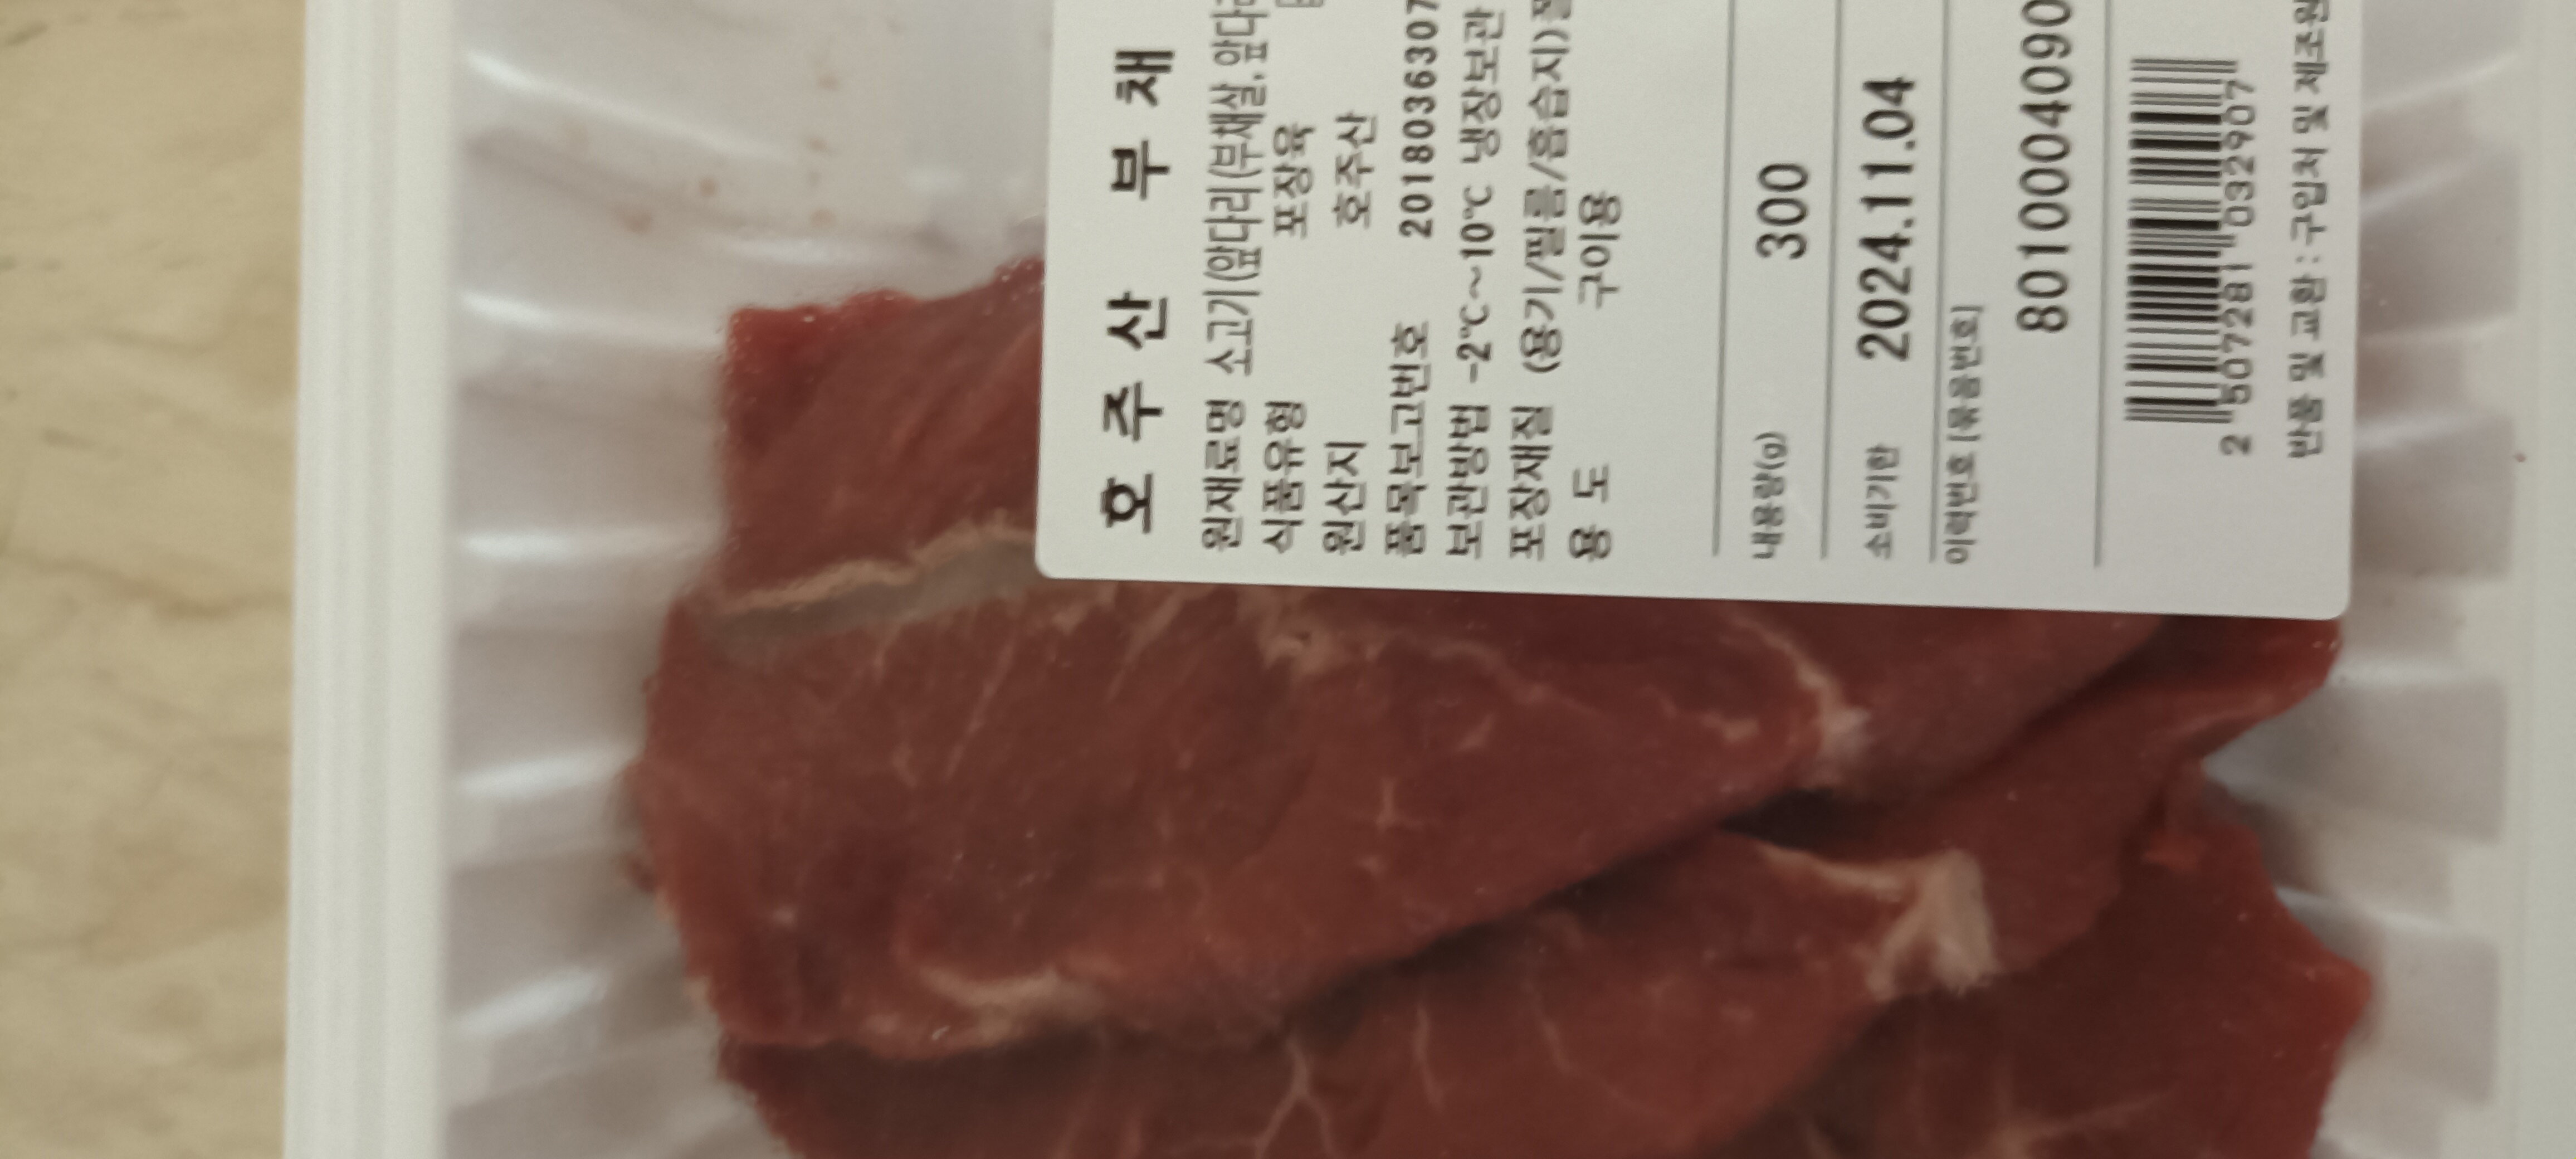 호주산 부채
원재료명 소고기(앞다리(부채살,앞다리
식품유형 포장육
원산지 호주산
품목보고번호 2018036307
보관방법 -2℃~10℃ 냉장보관
포장재질 (용기/필름/흡습지)
용 도 구이용
내용량(g) 300
소비기한 2024.11.04
이력번호 [묶음번호]
8010004090
2 507281 032907
반품 및 교환 : 구입처 및 제조원